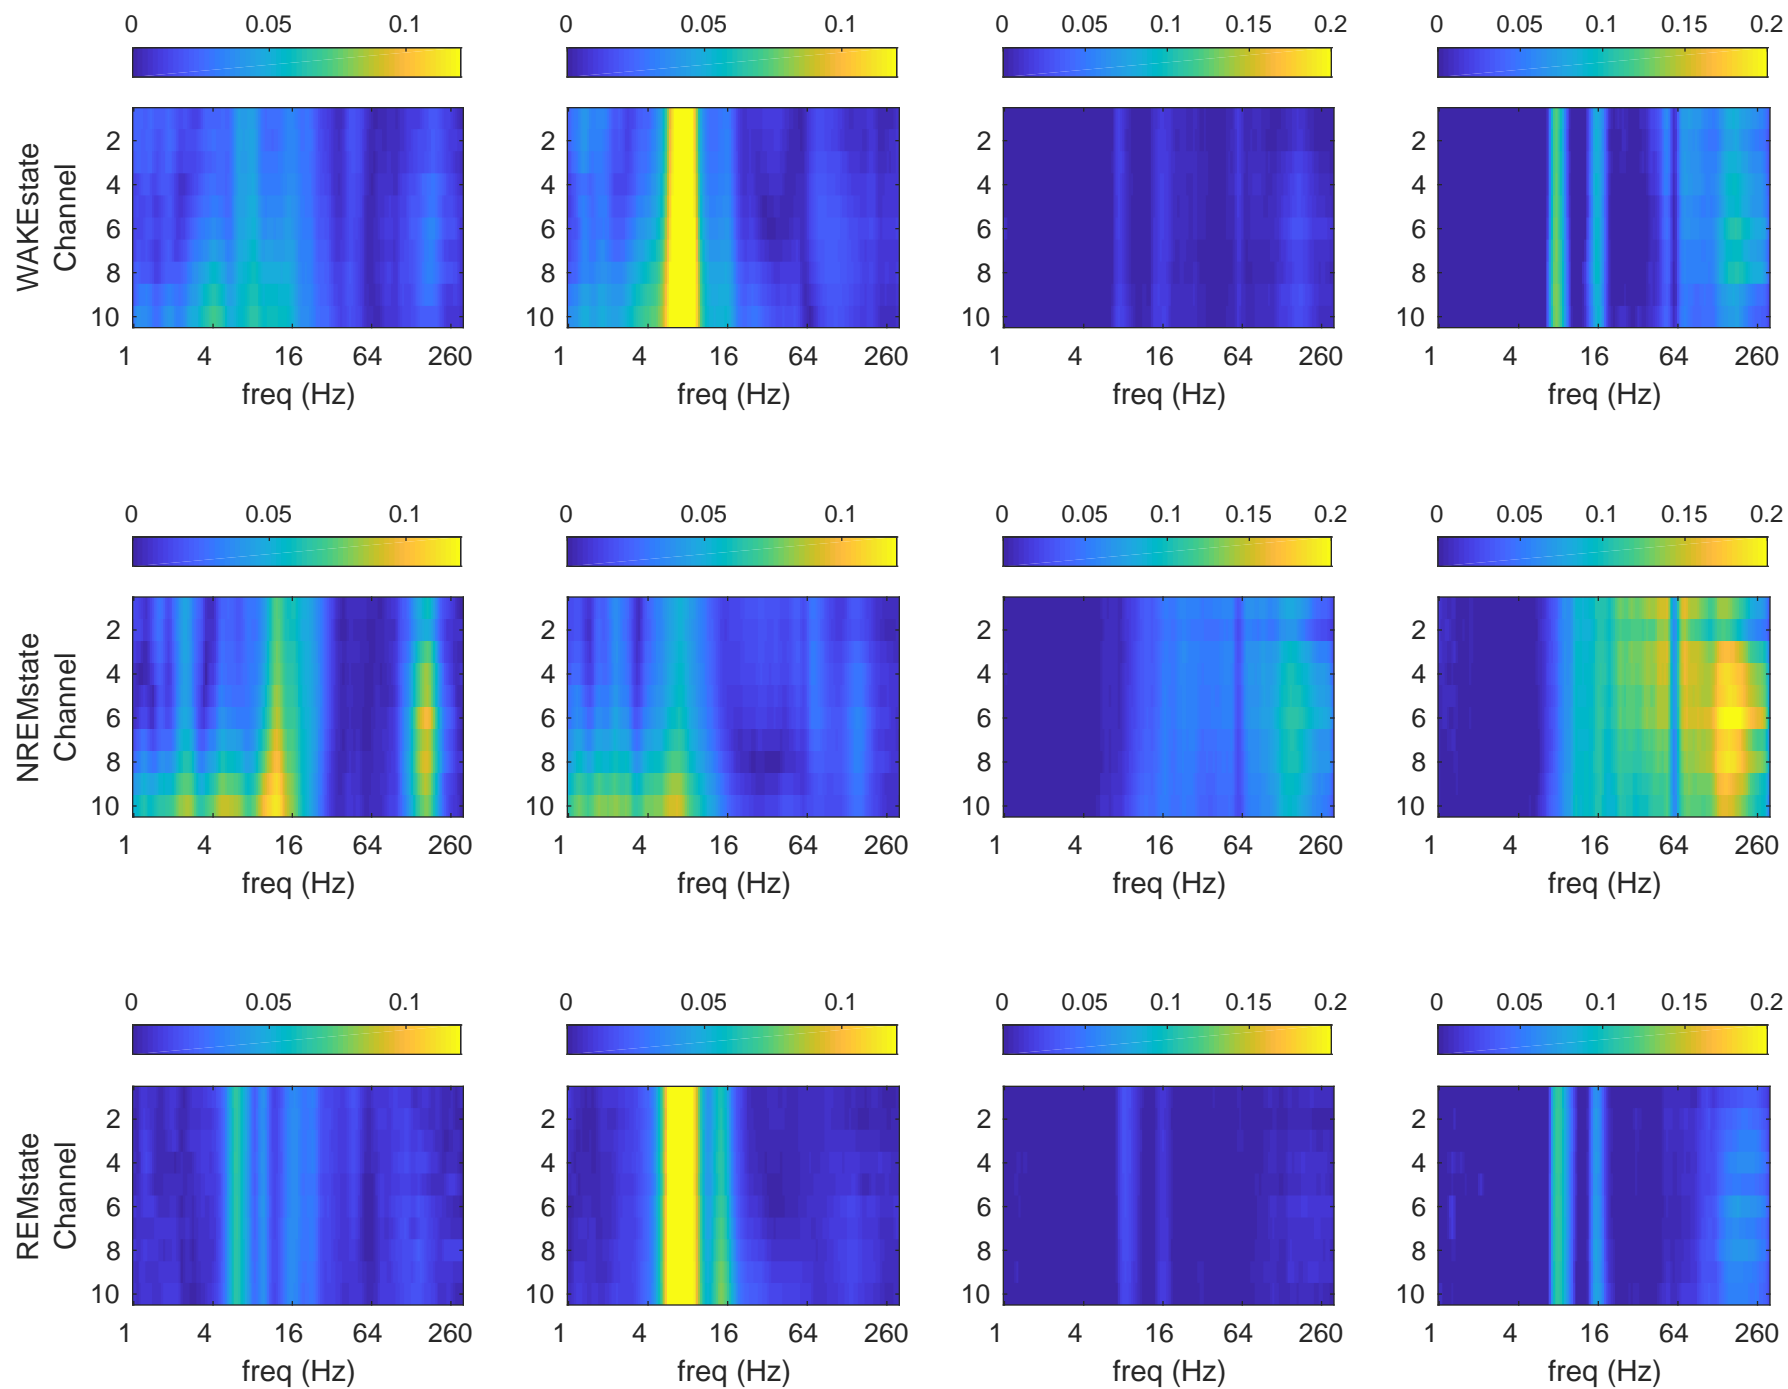 0 0.05 0.1 0 0.05 0.1 0 0.05 0.1 0.15 0.2 0 0.05 0.1 0.15 0.2
WAKEstate
Channel
2 2 2 2
4 4 4 4
6 6 6 6
8 8 8 8
10 10 10 10
1 4 16 64 260 1 4 16 64 260 1 4 16 64 260 1 4 16 64 260
freq (Hz) freq (Hz) freq (Hz) freq (Hz)
0 0.05 0.1 0 0.05 0.1 0 0.05 0.1 0.15 0.2 0 0.05 0.1 0.15 0.2
NREMstate
Channel
2 2 2 2
4 4 4 4
6 6 6 6
8 8 8 8
10 10 10 10
1 4 16 64 260 1 4 16 64 260 1 4 16 64 260 1 4 16 64 260
freq (Hz) freq (Hz) freq (Hz) freq (Hz)
0 0.05 0.1 0 0.05 0.1 0 0.05 0.1 0.15 0.2 0 0.05 0.1 0.15 0.2
REMstate
Channel
2 2 2 2
4 4 4 4
6 6 6 6
8 8 8 8
10 10 10 10
1 4 16 64 260 1 4 16 64 260 1 4 16 64 260 1 4 16 64 260
freq (Hz) freq (Hz) freq (Hz) freq (Hz)